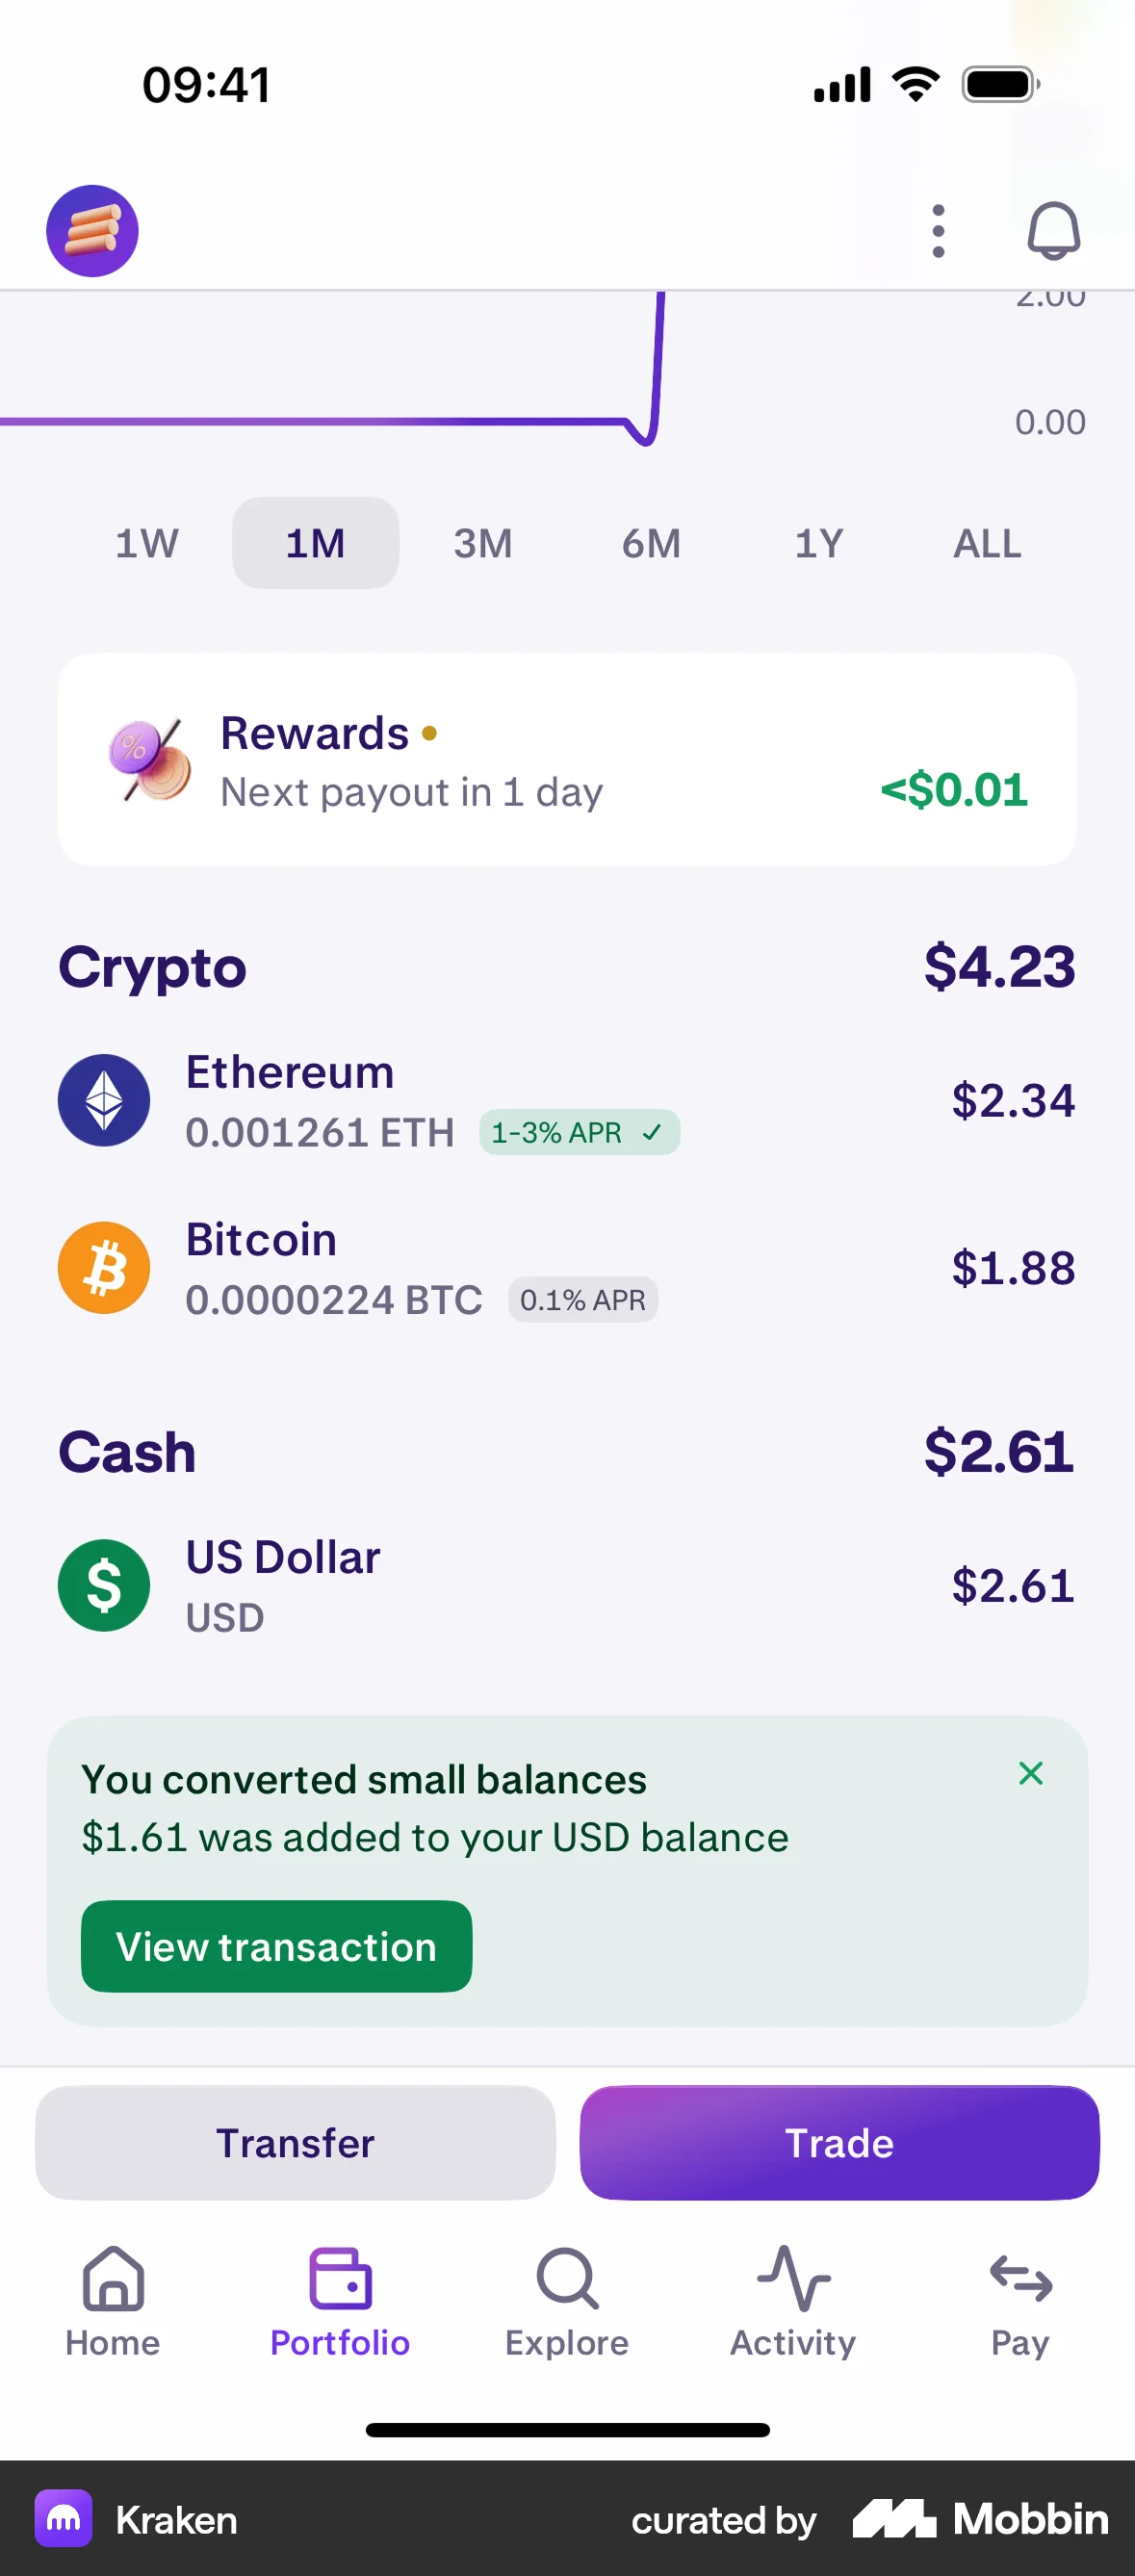 09:41
2.00
0.00
1W 1M 3M 6M 1Y ALL
Rewards
Next payout in 1 day <$0.01
Crypto $4.23
Ethereum
0.001261 ETH 1-3% APR ✓ $2.34
Bitcoin
0.0000224 BTC 0.1% APR $1.88
Cash $2.61
US Dollar
USD $2.61
You converted small balances
$1.61 was added to your USD balance
View transaction
Transfer Trade
Home Portfolio Explore Activity Pay
Kraken curated by Mobbin